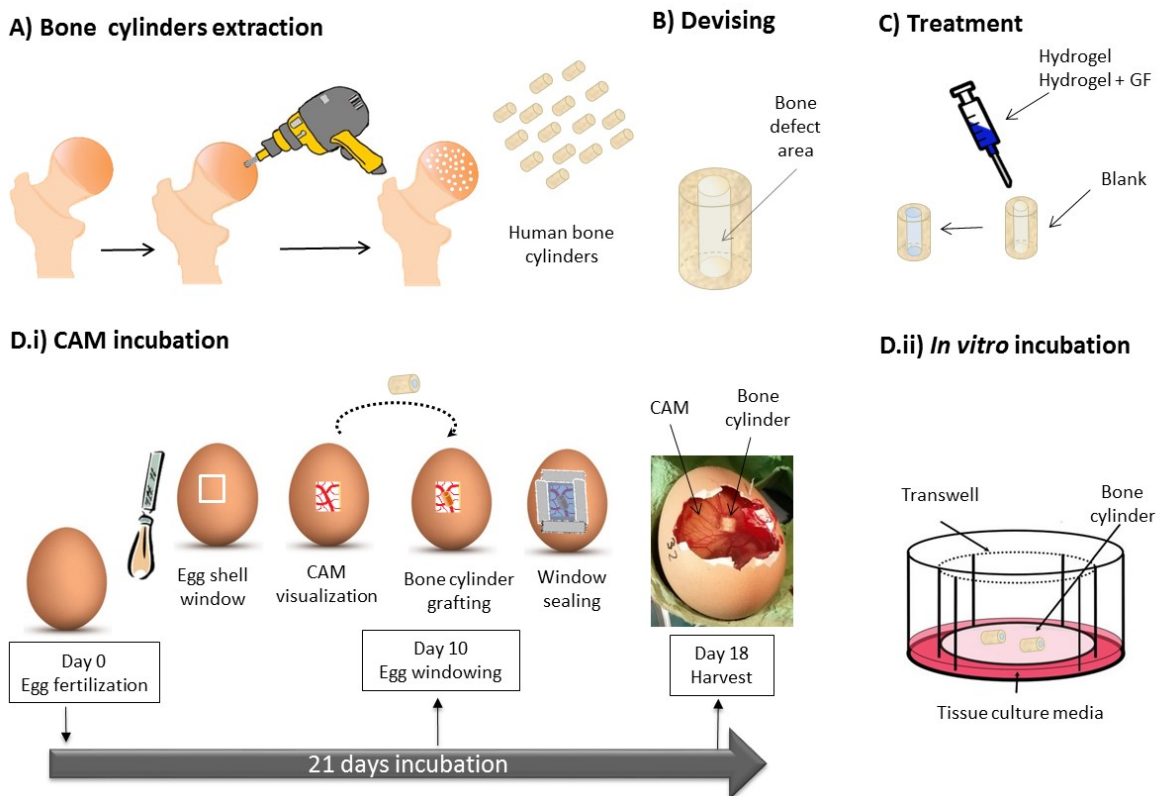 A) Bone cylinders extraction
Human bone
cylinders
B) Devising
Bone
defect
area
C) Treatment
Hydrogel
Hydrogel + GF
Blank
D.i) CAM incubation
Egg shell
window
CAM
visualization
Bone cylinder
grafting
Window
sealing
CAM
Bone
cylinder
Day 0
Egg fertilization
Day 10
Egg windowing
Day 18
Harvest
21 days incubation
D.ii) In vitro incubation
Transwell
Bone
cylinder
Tissue culture media